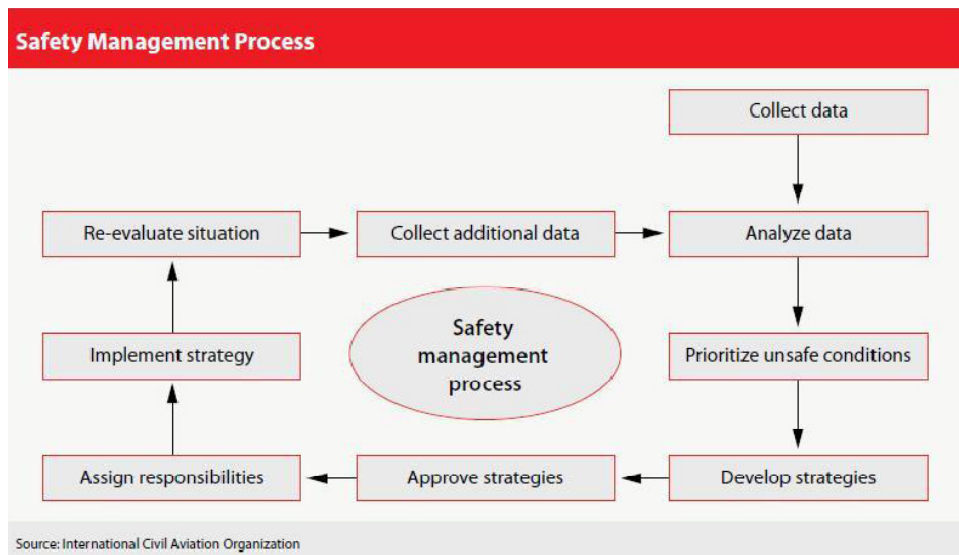 Safety Management Process
Collect data
Re-evaluate situation
Collect additional data
Analyze data
Safety
management
process
Implement strategy
Prioritize unsafe conditions
Assign responsibilities
Approve strategies
Develop strategies
Source: International Civil Aviation Organization